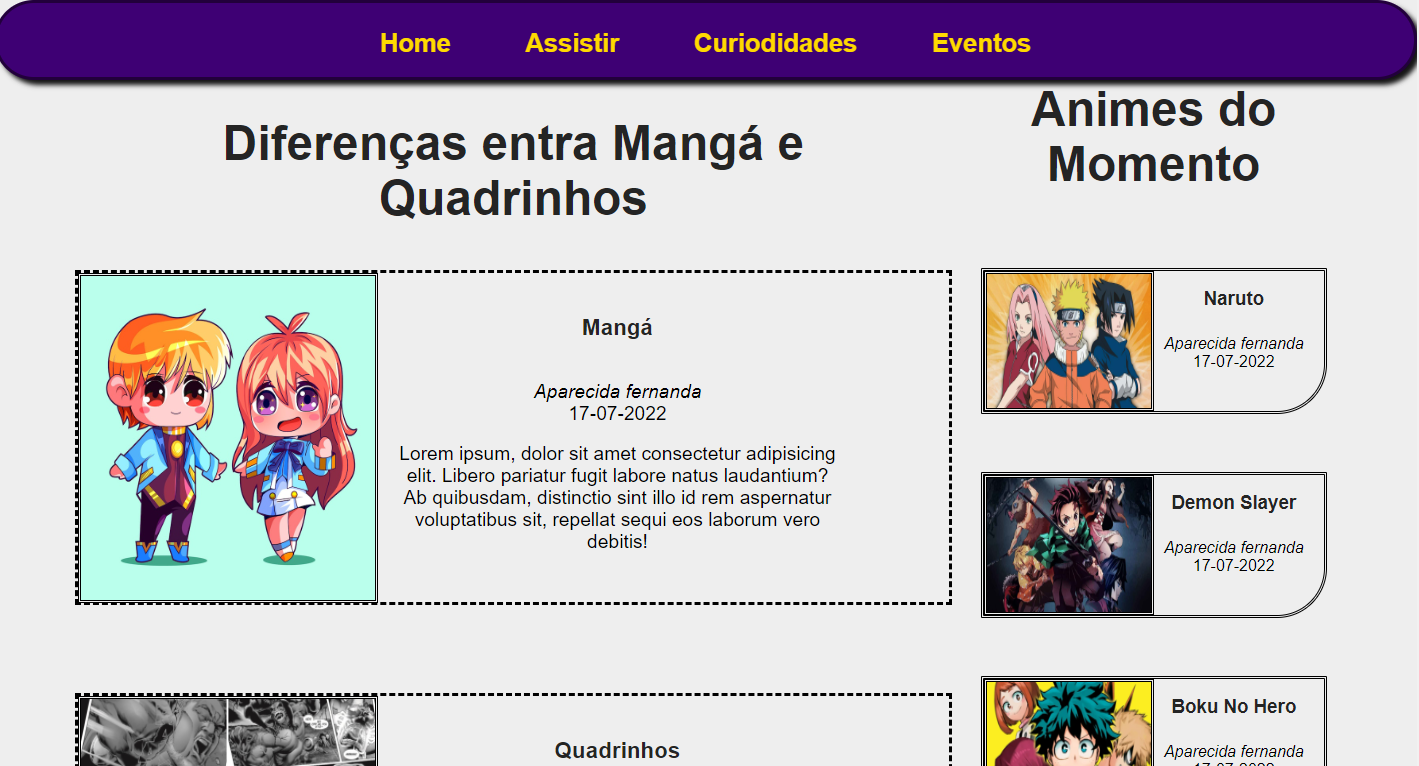 Home Assistir Curiodidades Eventos
Diferenças entra Mangá e
Quadrinhos
Mangá
Aparecida fernanda
17-07-2022
Lorem ipsum, dolor sit amet consectetur adipisicing
elit. Libero pariatur fugit labore natus laudantium?
Ab quibusdam, distinctio sint illo id rem aspernatur
voluptatibus sit, repellat sequi eos laborum vero
debitis!
Quadrinhos
Animes do
Momento
Naruto
Aparecida fernanda
17-07-2022
Demon Slayer
Aparecida fernanda
17-07-2022
Boku No Hero
Aparecida fernanda